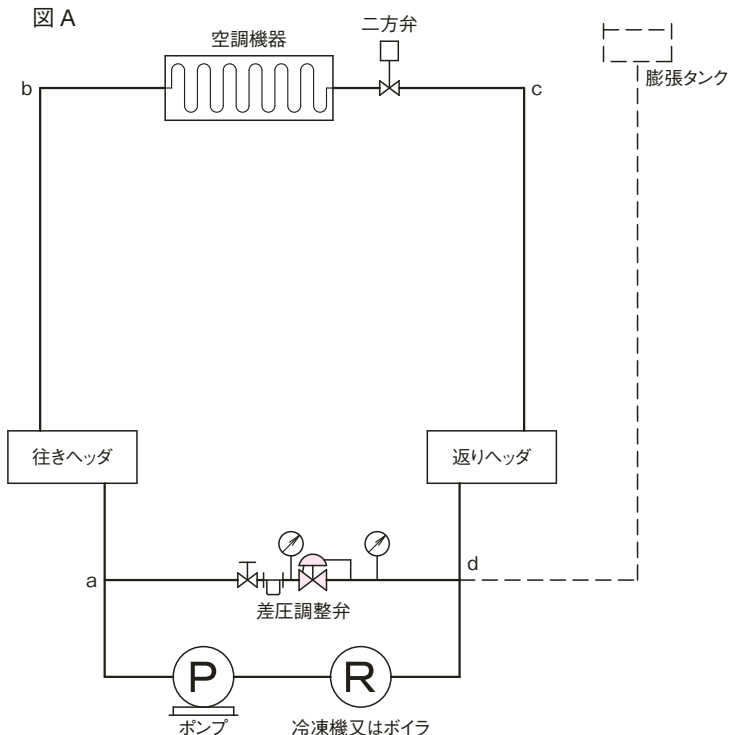 図 A
二方弁
空調機器
b
c
膨張タンク
往きヘッダ
返りヘッダ
a
d
差圧調整弁
P
R
ポンプ
冷凍機又はボイラ